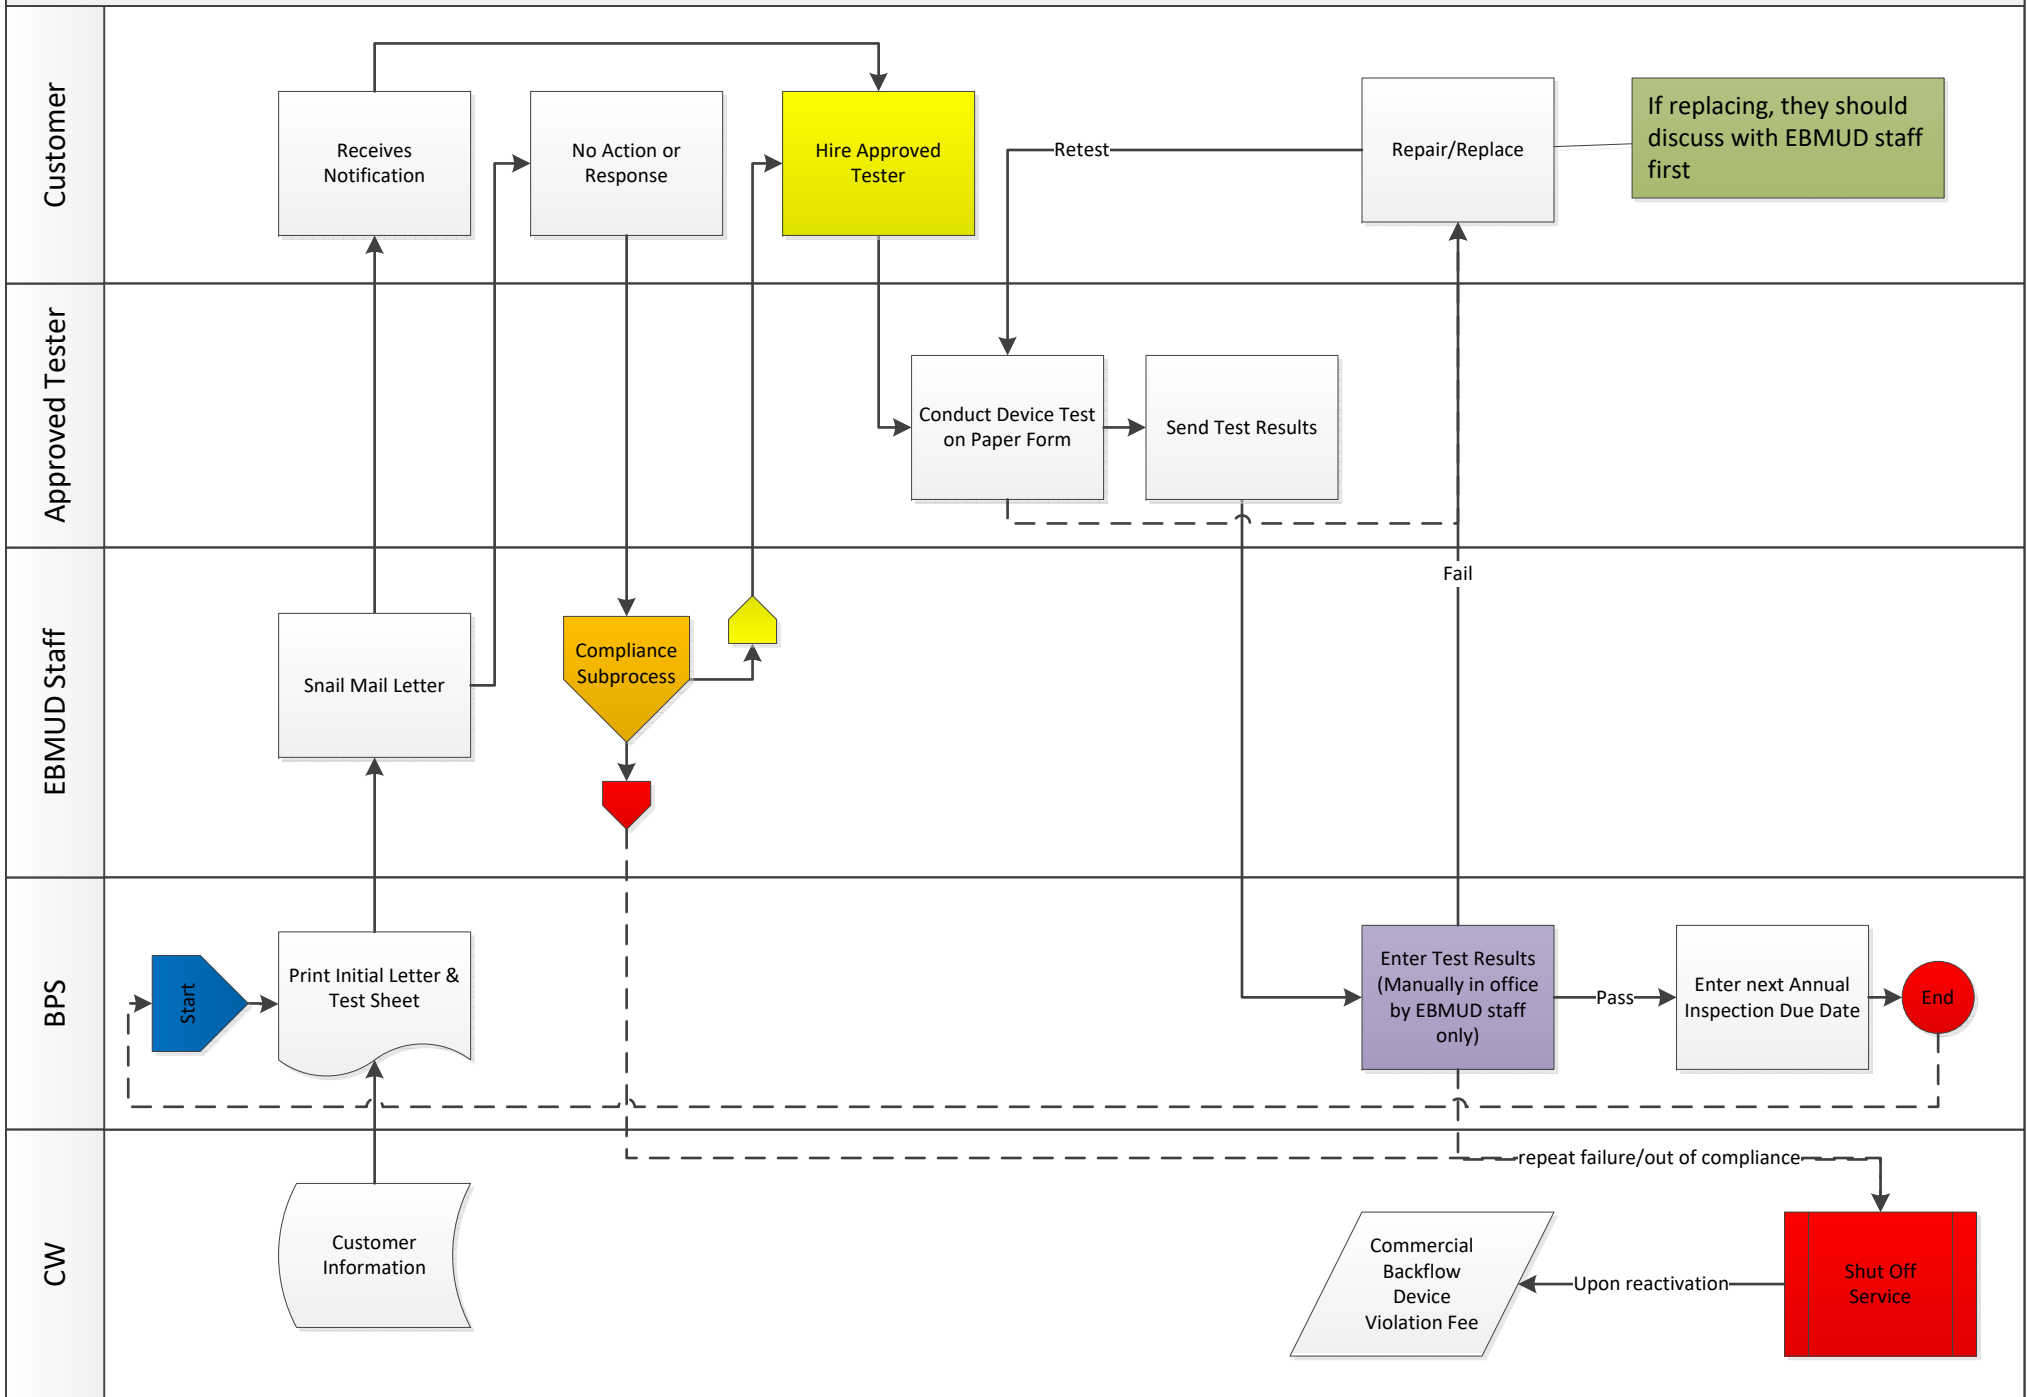 Customer
Receives
Notification
No Action or
Response
Hire Approved
Tester
Retest
Repair/Replace
If replacing, they should
discuss with EBMUD staff
first
Approved Tester
Conduct Device Test
on Paper Form
Send Test Results
EBMUD Staff
Fail
Snail Mail Letter
Compliance
Subprocess
BPS
Start
Print Initial Letter &
Test Sheet
Enter Test Results
(Manually in office
by EBMUD staff
only)
Pass
Enter next Annual
Inspection Due Date
End
CW
repeat failure/out of compliance
Customer
Information
Commercial
Backflow
Device
Violation Fee
Upon reactivation
Shut Off
Service